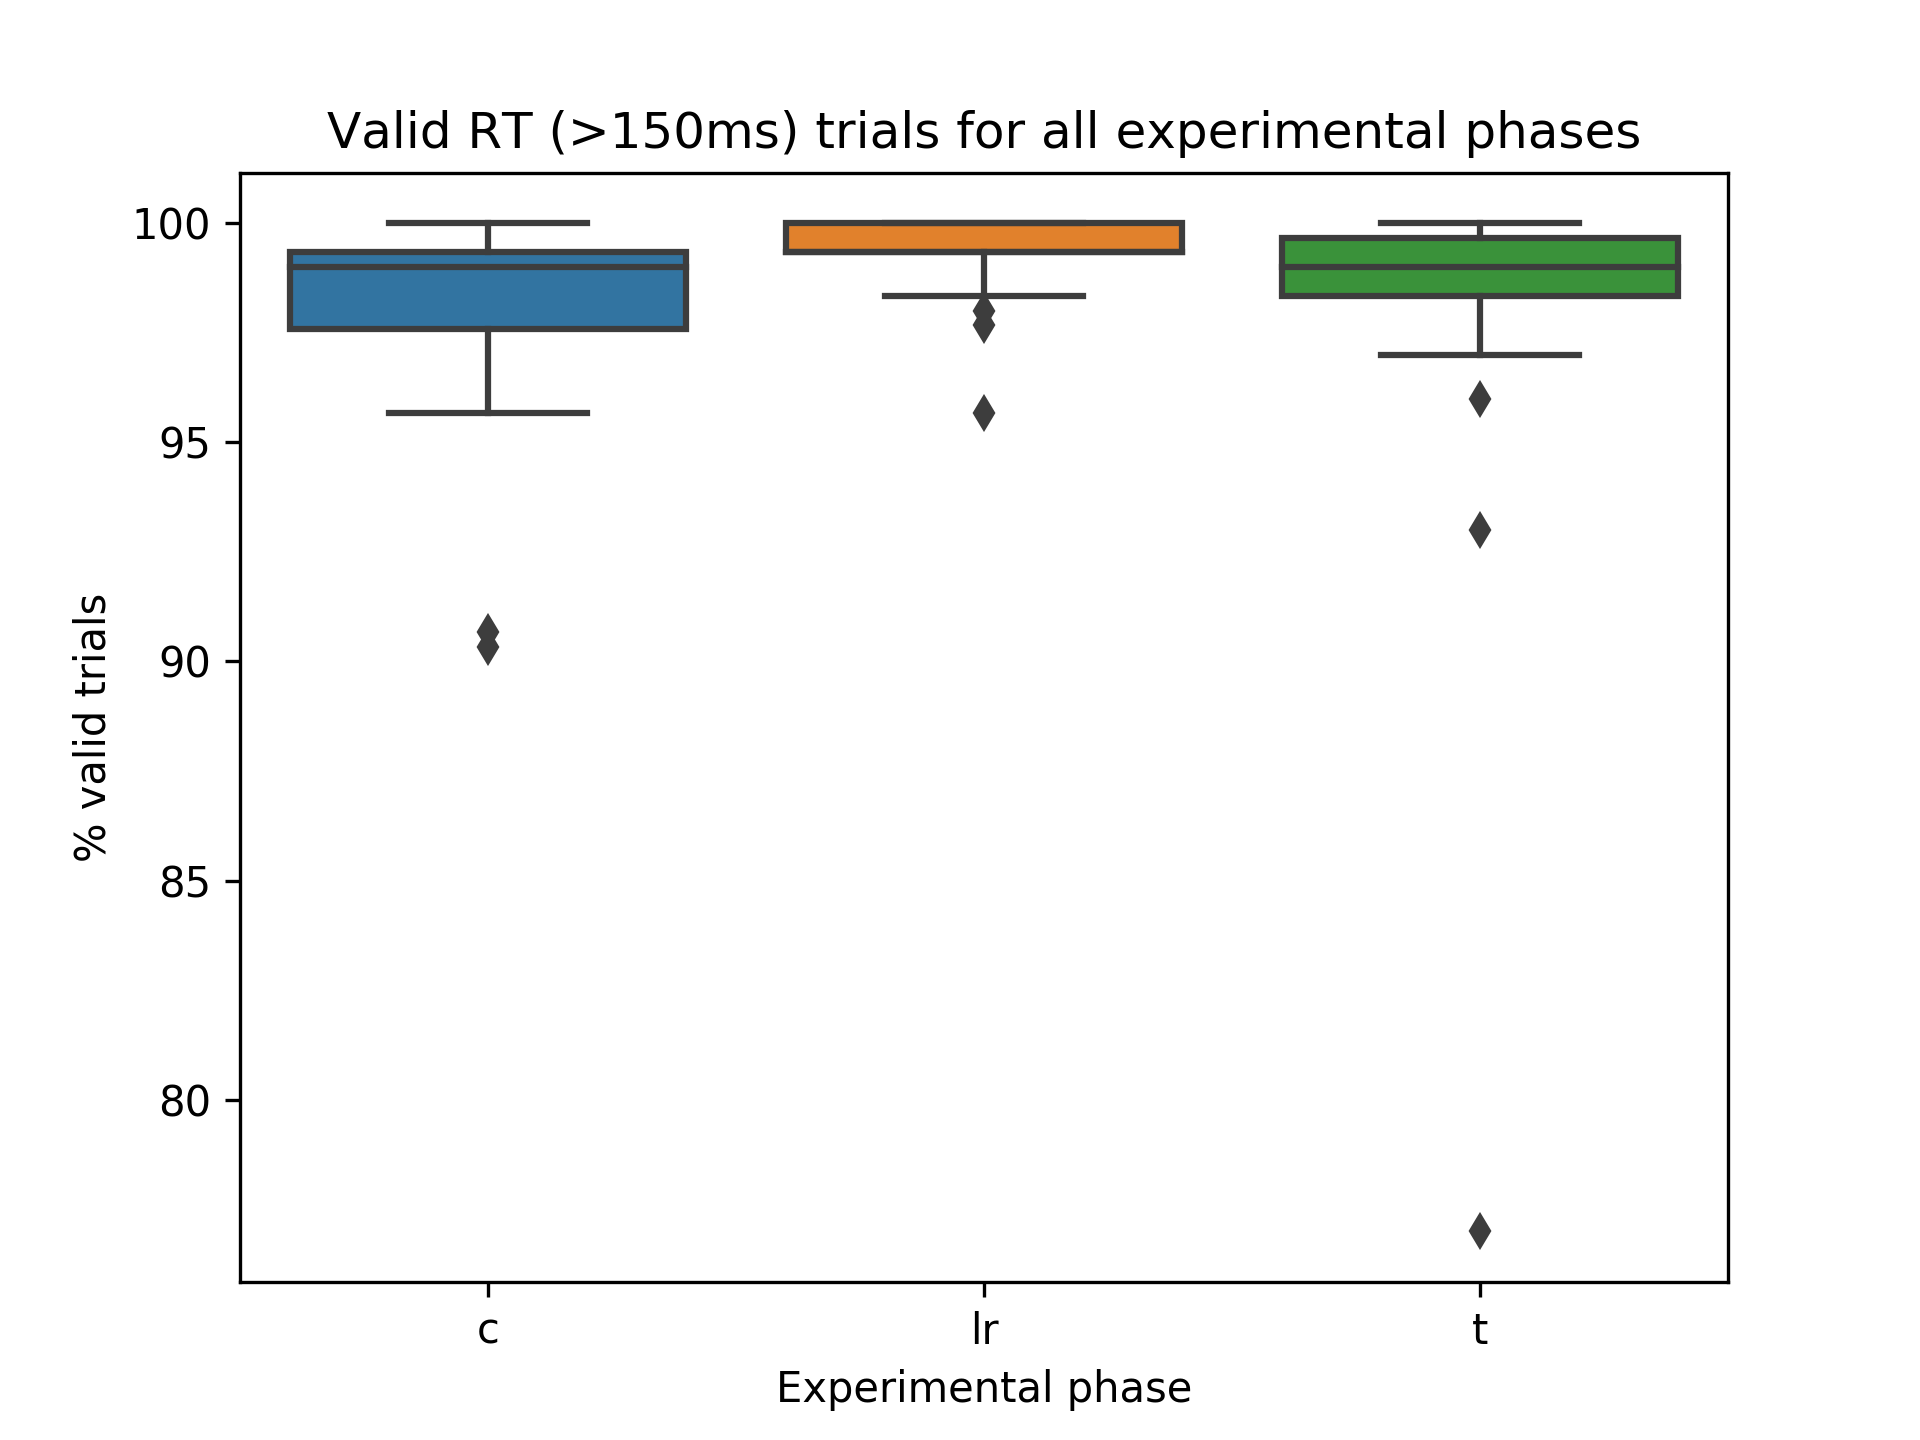 Valid RT (>150ms) trials for all experimental phases
100
95
90
85
80
% valid trials
c
lr
t
Experimental phase